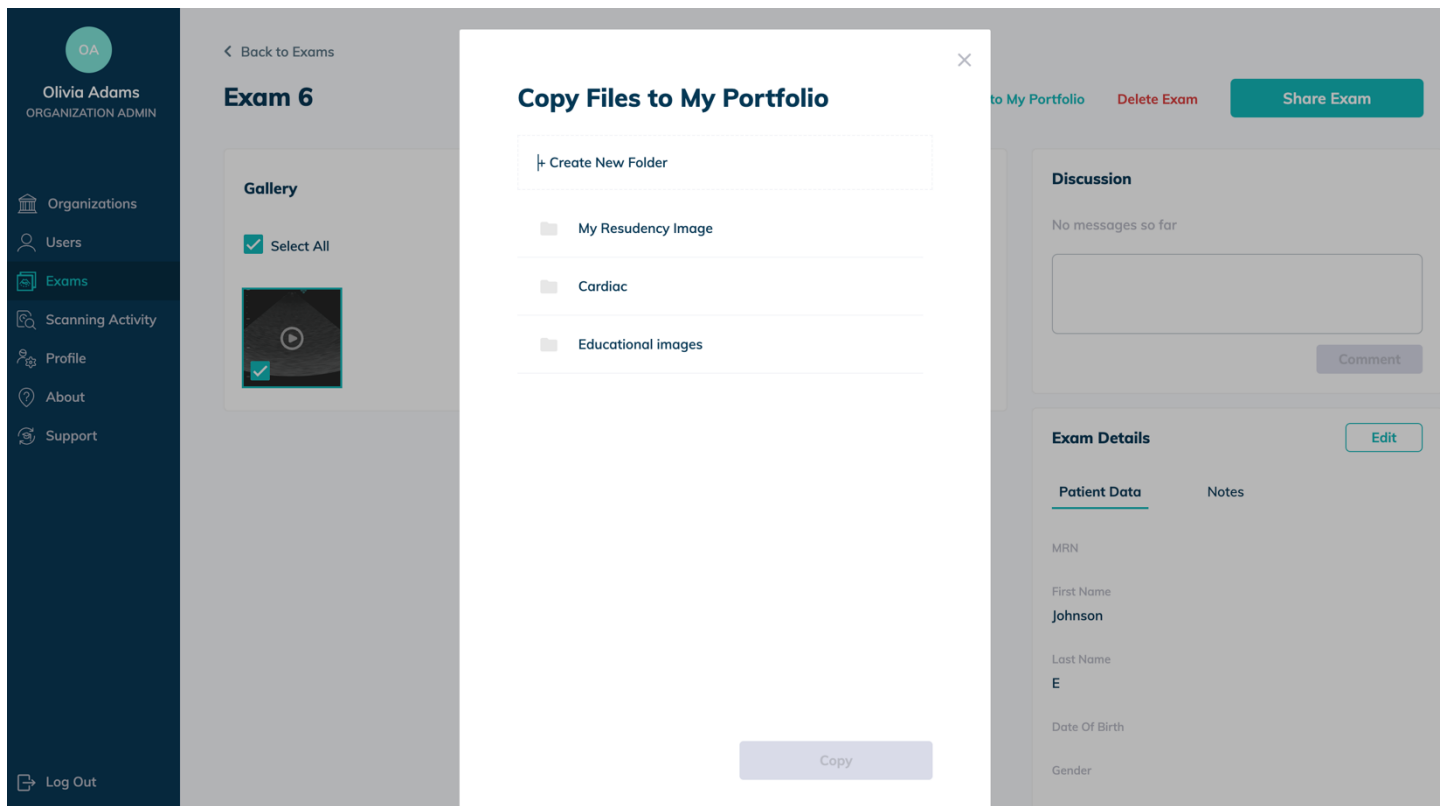 OA
Olivia Adams
ORGANIZATION ADMIN
Organizations
Users
Exams
Scanning Activity
Profile
About
Support
Log Out
Back to Exams
Exam 6
to My Portfolio
Delete Exam
Share Exam
Gallery
Select All
Copy Files to My Portfolio
+ Create New Folder
My Resudency Image
Cardiac
Educational images
Copy
Discussion
No messages so far
Comment
Exam Details
Edit
Patient Data
Notes
MRN
First Name
Johnson
Last Name
E
Date Of Birth
Gender